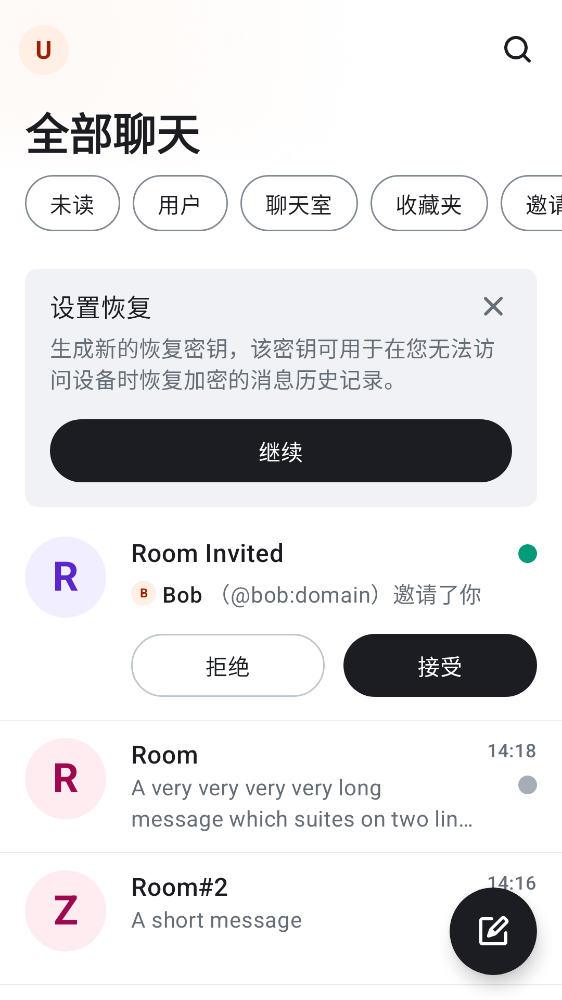 U
全部聊天
未读
用户
聊天室
收藏夹
邀请
设置恢复
生成新的恢复密钥，该密钥可用于在您无法访
问设备时恢复加密的消息历史记录。
继续
R
Room Invited
B Bob （@bob:domain）邀请了你
拒绝
接受
R
Room
14:18
A very very very very long
message which suites on two lin…
Z
Room#2
14:16
A short message